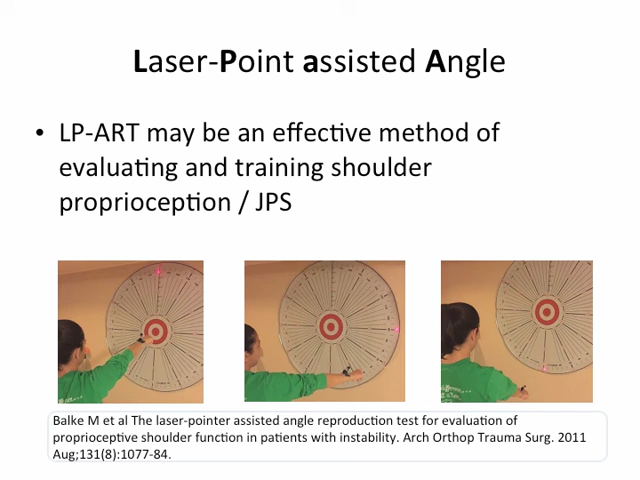 Laser-Point assisted Angle
• LP-ART may be an effective method of
evaluating and training shoulder
proprioception / JPS
Balke M et al The laser-pointer assisted angle reproduction test for evaluation of
proprioceptive shoulder function in patients with instability. Arch Orthop Trauma Surg. 2011
Aug;131(8):1077-84.